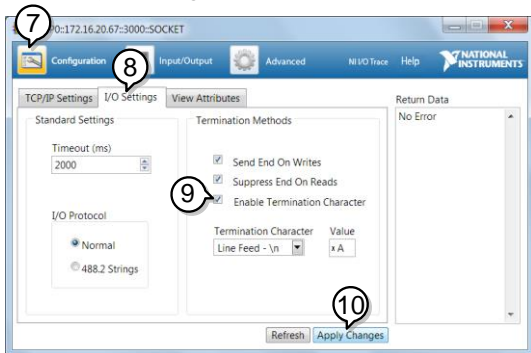 7
P0::172.16.20.67::3000::SOCKET
Configuration
8
Input/Output
Advanced
NI I/O Trace
Help
NATIONAL
INSTRUMENTS
TCP/IP Settings
I/O Settings
View Attributes
Return Data
Standard Settings
Termination Methods
No Error
Timeout (ms)
2000
Send End On Writes
Suppress End On Reads
9
Enable Termination Character
I/O Protocol
Termination Character
Value
Normal
Line Feed - \n
x A
488.2 Strings
10
Refresh
Apply Changes